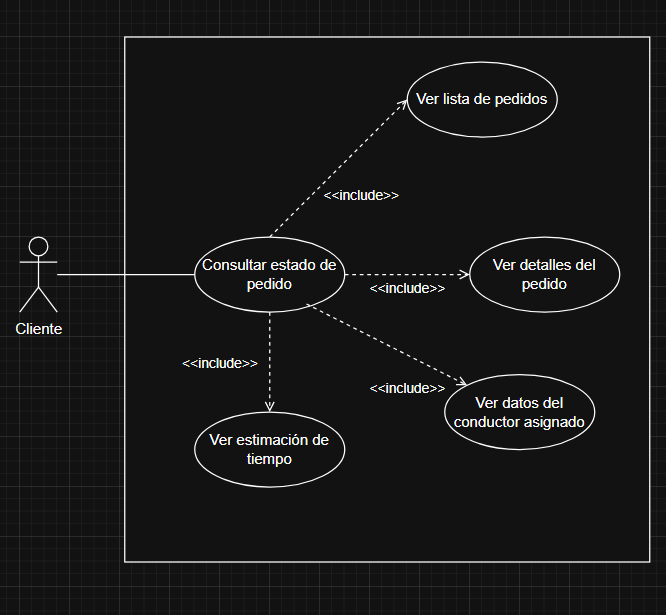 Ver lista de pedidos
<<include>>
Consultar estado de
pedido
<<include>>
Ver detalles del
pedido
Cliente
<<include>>
<<include>>
Ver datos del
conductor asignado
Ver estimación de
tiempo